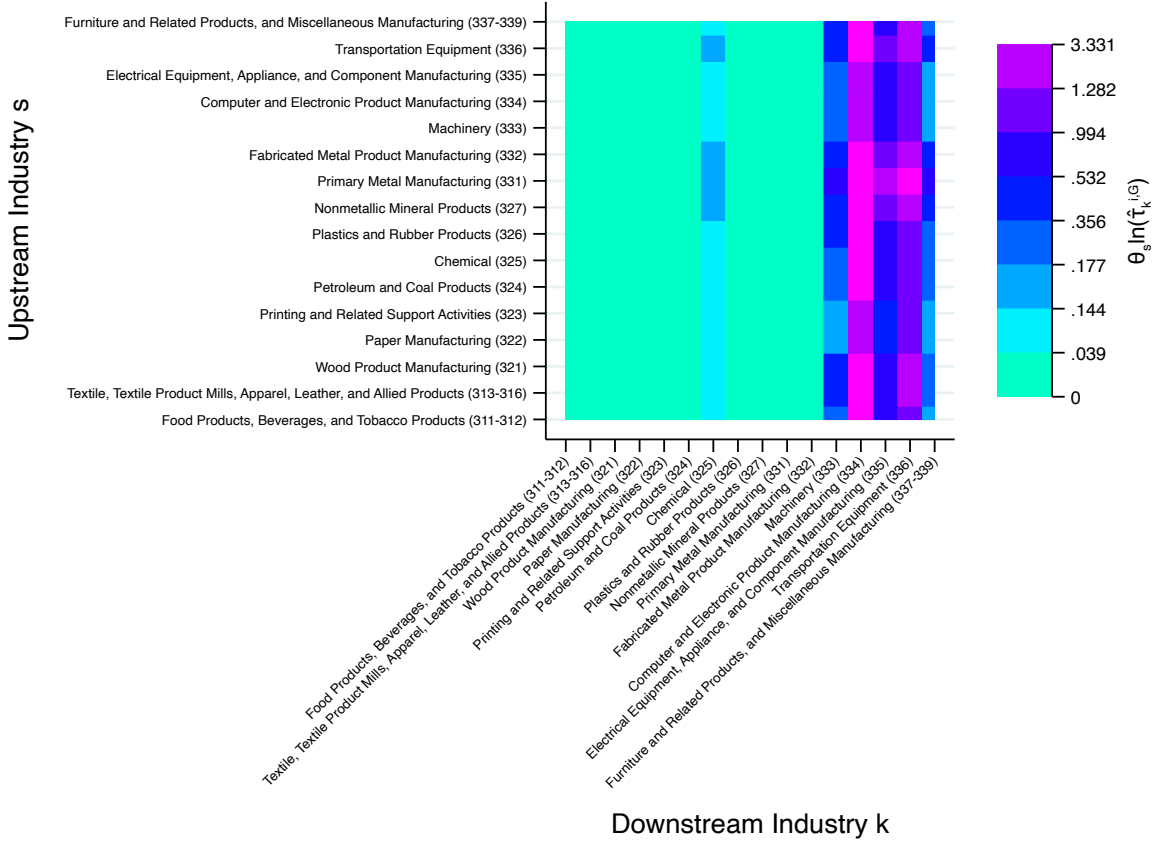 Upstream Industry s
Furniture and Related Products, and Miscellaneous Manufacturing (337-339)
Transportation Equipment (336)
Electrical Equipment, Appliance, and Component Manufacturing (335)
Computer and Electronic Product Manufacturing (334)
Machinery (333)
Fabricated Metal Product Manufacturing (332)
Primary Metal Manufacturing (331)
Nonmetallic Mineral Products (327)
Plastics and Rubber Products (326)
Chemical (325)
Petroleum and Coal Products (324)
Printing and Related Support Activities (323)
Paper Manufacturing (322)
Wood Product Manufacturing (321)
Textile, Textile Product Mills, Apparel, Leather, and Allied Products (313-316)
Food Products, Beverages, and Tobacco Products (311-312)
Food Products, Beverages, and Tobacco Products (311-312)
Textile, Textile Product Mills, Apparel, Leather, and Allied Products (313-316)
Wood Product Manufacturing (321)
Paper Manufacturing (322)
Printing and Related Support Activities (323)
Petroleum and Coal Products (324)
Chemical (325)
Plastics and Rubber Products (326)
Nonmetallic Mineral Products (327)
Primary Metal Manufacturing (331)
Fabricated Metal Product Manufacturing (332)
Machinery (333)
Computer and Electronic Product Manufacturing (334)
Electrical Equipment, Appliance, and Component Manufacturing (335)
Transportation Equipment (336)
Furniture and Related Products, and Miscellaneous Manufacturing (337-339)
Downstream Industry k
3.331
1.282
.994
.532
.356
.177
.144
.039
0
θ_s ln(τ̂_k^{i,G})